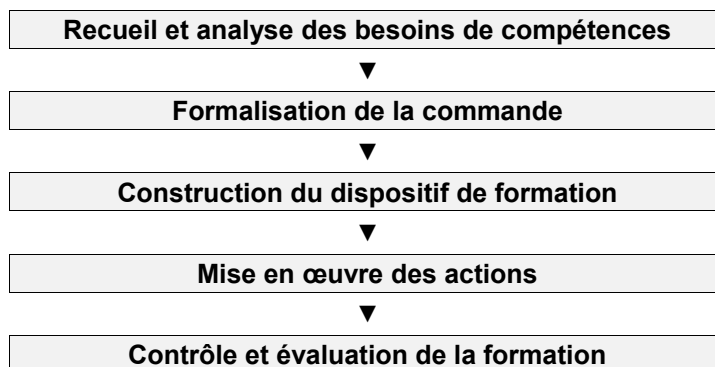 Recueil et analyse des besoins de compétences
▼
Formalisation de la commande
▼
Construction du dispositif de formation
▼
Mise en œuvre des actions
▼
Contrôle et évaluation de la formation